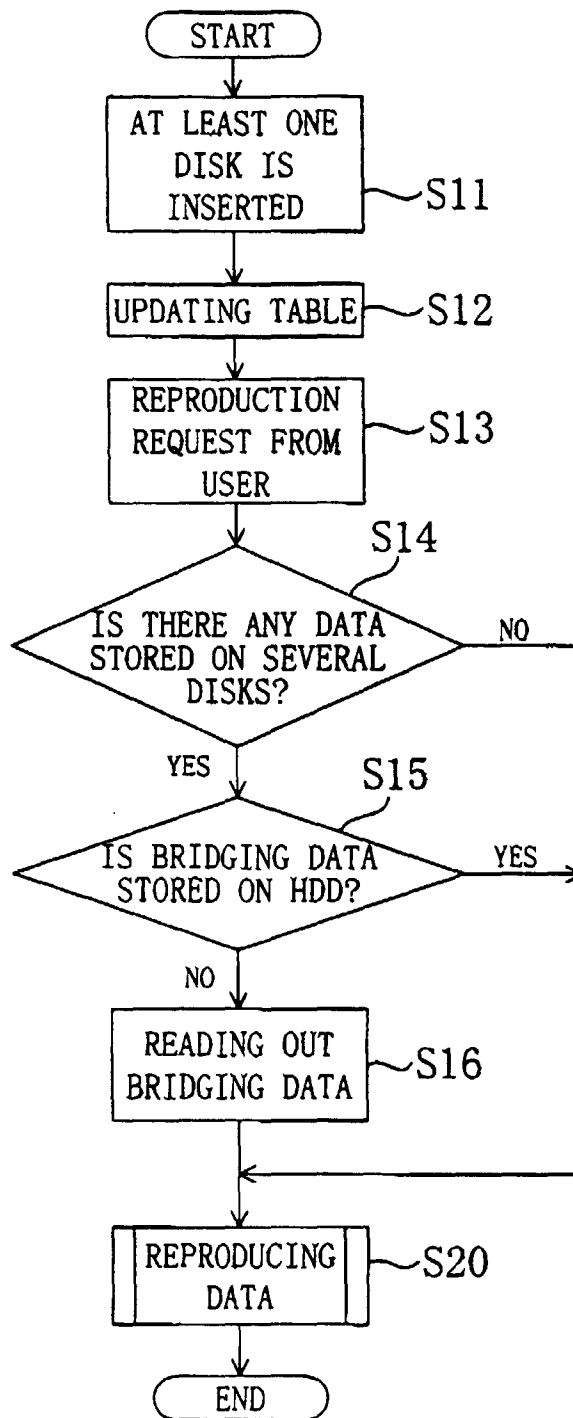 START
AT LEAST ONE
DISK IS
INSERTED
S11
UPDATING TABLE
S12
REPRODUCTION
REQUEST FROM
USER
S13
S14
IS THERE ANY DATA
STORED ON SEVERAL
DISKS?
NO
YES
S15
IS BRIDGING DATA
STORED ON HDD?
YES
NO
READING OUT
BRIDGING DATA
S16
REPRODUCING
DATA
S20
END